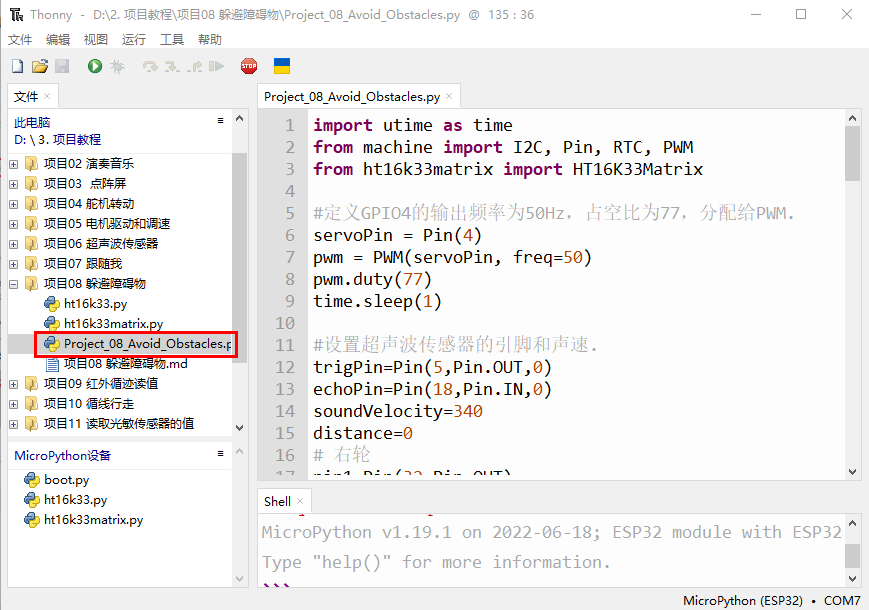 Thonny - D:\2. 项目教程\项目08 躲避障碍物\Project_08_Avoid_Obstacles.py @ 135 : 36
文件 编辑 视图 运行 工具 帮助
STOP
文件
此电脑
D: \ 3. 项目教程
项目02 演奏音乐
项目03 点阵屏
项目04 舵机转动
项目05 电机驱动和调速
项目06 超声波传感器
项目07 跟随我
项目08 躲避障碍物
ht16k33.py
ht16k33matrix.py
Project_08_Avoid_Obstacles.p
项目08 躲避障碍物.md
项目09 红外循迹读值
项目10 循线行走
项目11 读取光敏传感器的值
MicroPython设备
boot.py
ht16k33.py
ht16k33matrix.py
Project_08_Avoid_Obstacles.py
1 import utime as time
2 from machine import I2C, Pin, RTC, PWM
3 from ht16k33matrix import HT16K33Matrix
4
5 #定义GPIO4的输出频率为50Hz，占空比为77，分配给PWM.
6 servoPin = Pin(4)
7 pwm = PWM(servoPin, freq=50)
8 pwm.duty(77)
9 time.sleep(1)
10
11 #设置超声波传感器的引脚和声速.
12 trigPin=Pin(5,Pin.OUT,0)
13 echoPin=Pin(18,Pin.IN,0)
14 soundVelocity=340
15 distance=0
16 # 右轮
17 pin1=Pin(32,Pin.OUT)
Shell
MicroPython v1.19.1 on 2022-06-18; ESP32 module with ESP32
Type "help()" for more information.
>>>
MicroPython (ESP32) • COM7